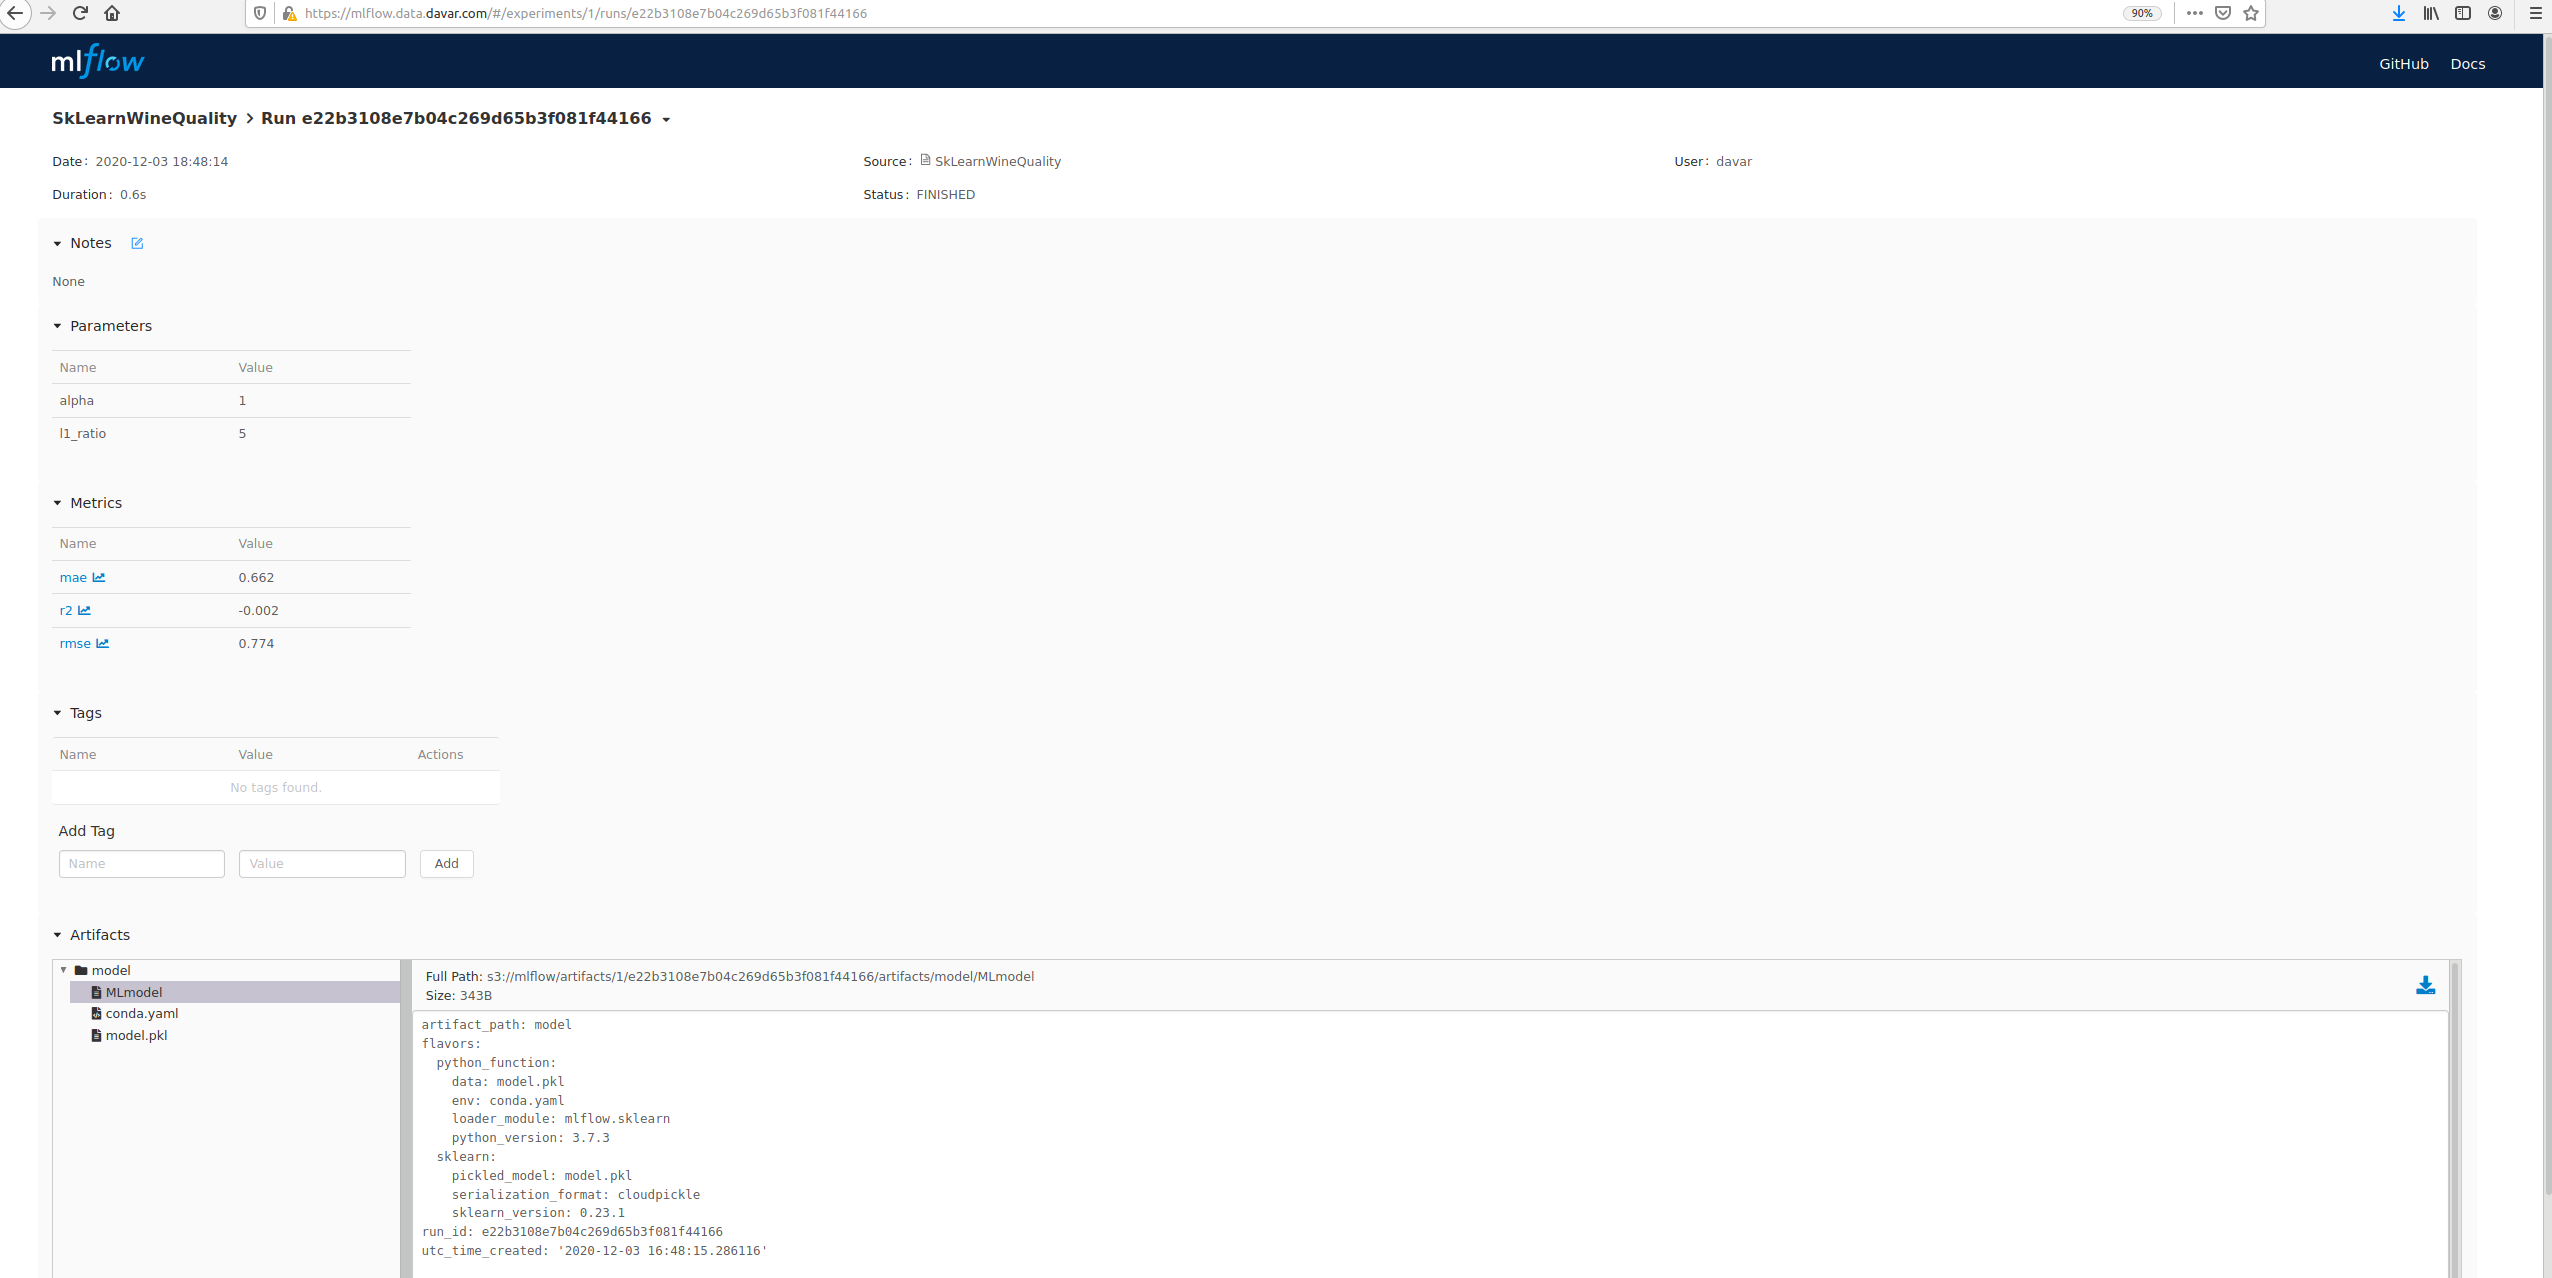 https://mlflow.data.davar.com/#/experiments/1/runs/e22b3108e7b04c269d65b3f081f44166
90%
mlflow
GitHub Docs
SkLearnWineQuality > Run e22b3108e7b04c269d65b3f081f44166
Date: 2020-12-03 18:48:14 Source: SkLearnWineQuality User: davar
Duration: 0.6s Status: FINISHED
Notes
None
Parameters
Name Value
alpha 1
l1_ratio 5
Metrics
Name Value
mae 0.662
r2 -0.002
rmse 0.774
Tags
Name Value Actions
No tags found.
Add Tag
Name Value Add
Artifacts
model
MLmodel
conda.yaml
model.pkl
Full Path: s3://mlflow/artifacts/1/e22b3108e7b04c269d65b3f081f44166/artifacts/model/MLmodel
Size: 343B
artifact_path: model
flavors:
python_function:
data: model.pkl
env: conda.yaml
loader_module: mlflow.sklearn
python_version: 3.7.3
sklearn:
pickled_model: model.pkl
serialization_format: cloudpickle
sklearn_version: 0.23.1
run_id: e22b3108e7b04c269d65b3f081f44166
utc_time_created: '2020-12-03 16:48:15.286116'